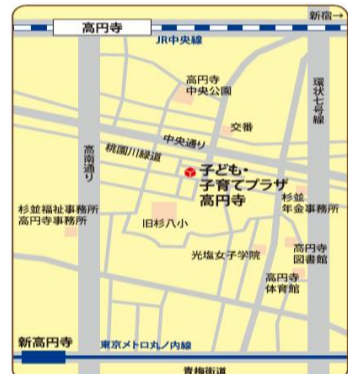 新宿→
高円寺
JR中央線
高円寺
中央公園
環状七号線
交番
中央通り
桃園川緑道
高南通り
子ども・
子育てプラザ
高円寺
杉並福祉事務所
高円寺事務所
旧杉八小
杉並
年金事務所
光塩女子学院
高円寺
図書館
高円寺
体育館
新高円寺
東京メトロ丸ノ内線
青梅街道